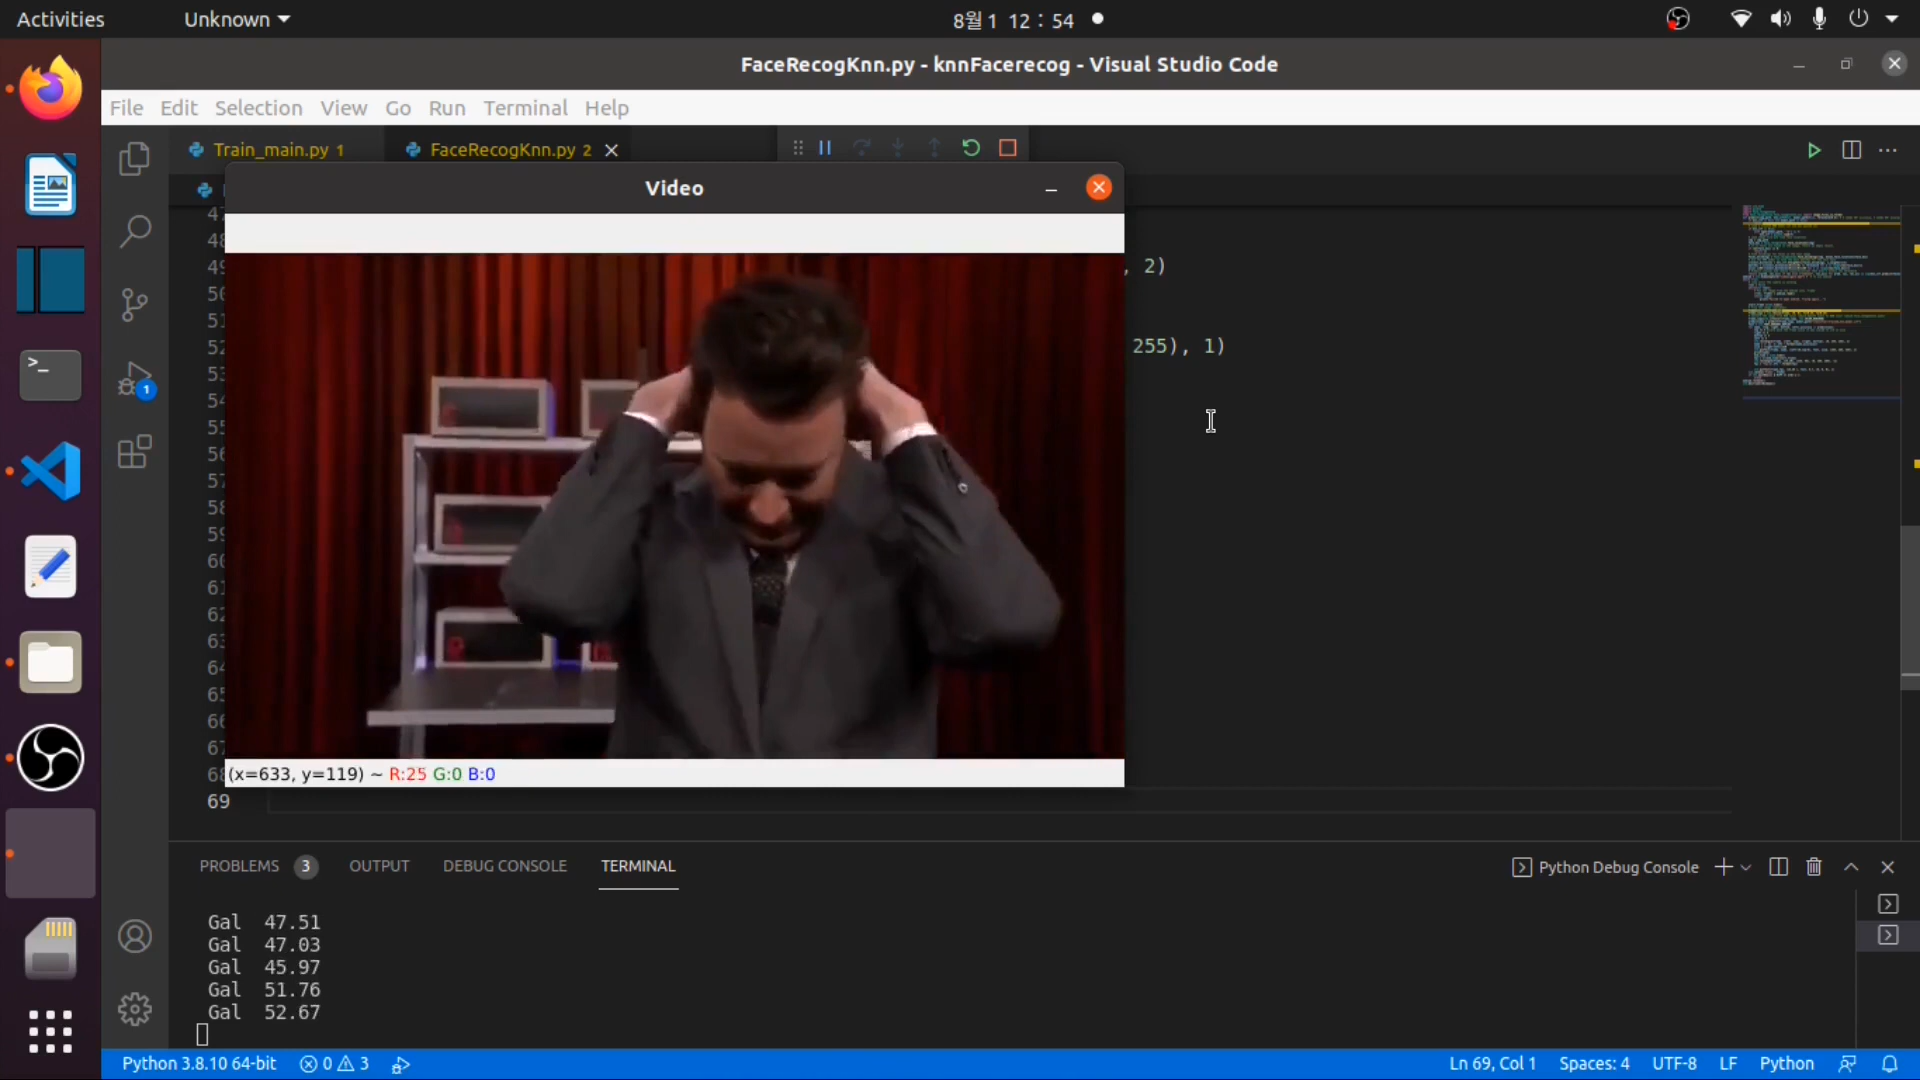 Activities
Unknown
8월 1 12 : 54
FaceRecogKnn.py - knnFacerecog - Visual Studio Code
File Edit Selection View Go Run Terminal Help
Train_main.py 1
FaceRecogKnn.py 2
Video
, 2)
255), 1)
1
(x=633, y=119) ~ R:25 G:0 B:0
69
PROBLEMS 3 OUTPUT DEBUG CONSOLE TERMINAL
Python Debug Console
Gal 47.51
Gal 47.03
Gal 45.97
Gal 51.76
Gal 52.67
Python 3.8.10 64-bit 0 3 Ln 69, Col 1 Spaces: 4 UTF-8 LF Python